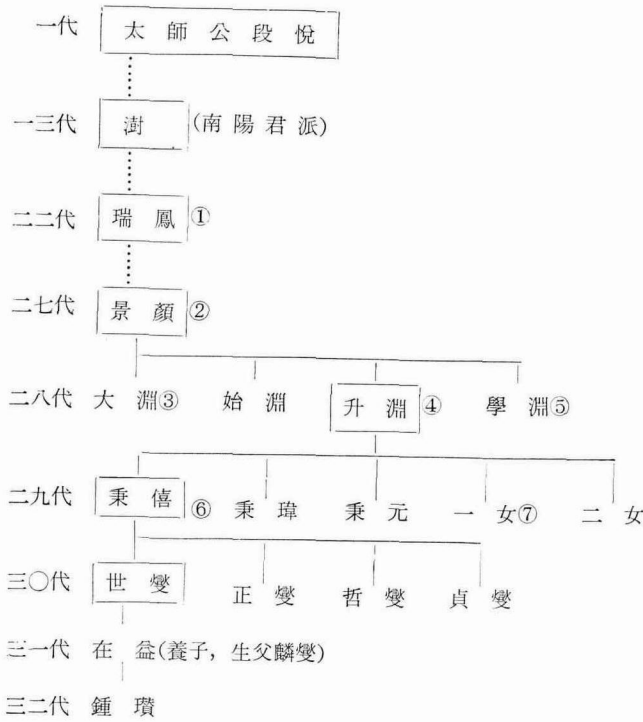 一代 太師公段悅
一三代 澍 (南陽君派)
二二代 瑞鳳①
二七代 景顏②
二八代 大淵③ 始淵 升淵④ 學淵⑤
二九代 秉僖⑥ 秉瑋 秉元 一女⑦ 二女
三〇代 世燮 正燮 哲燮 貞燮
三一代 在益(養子, 生父麟燮)
三二代 鍾瓚